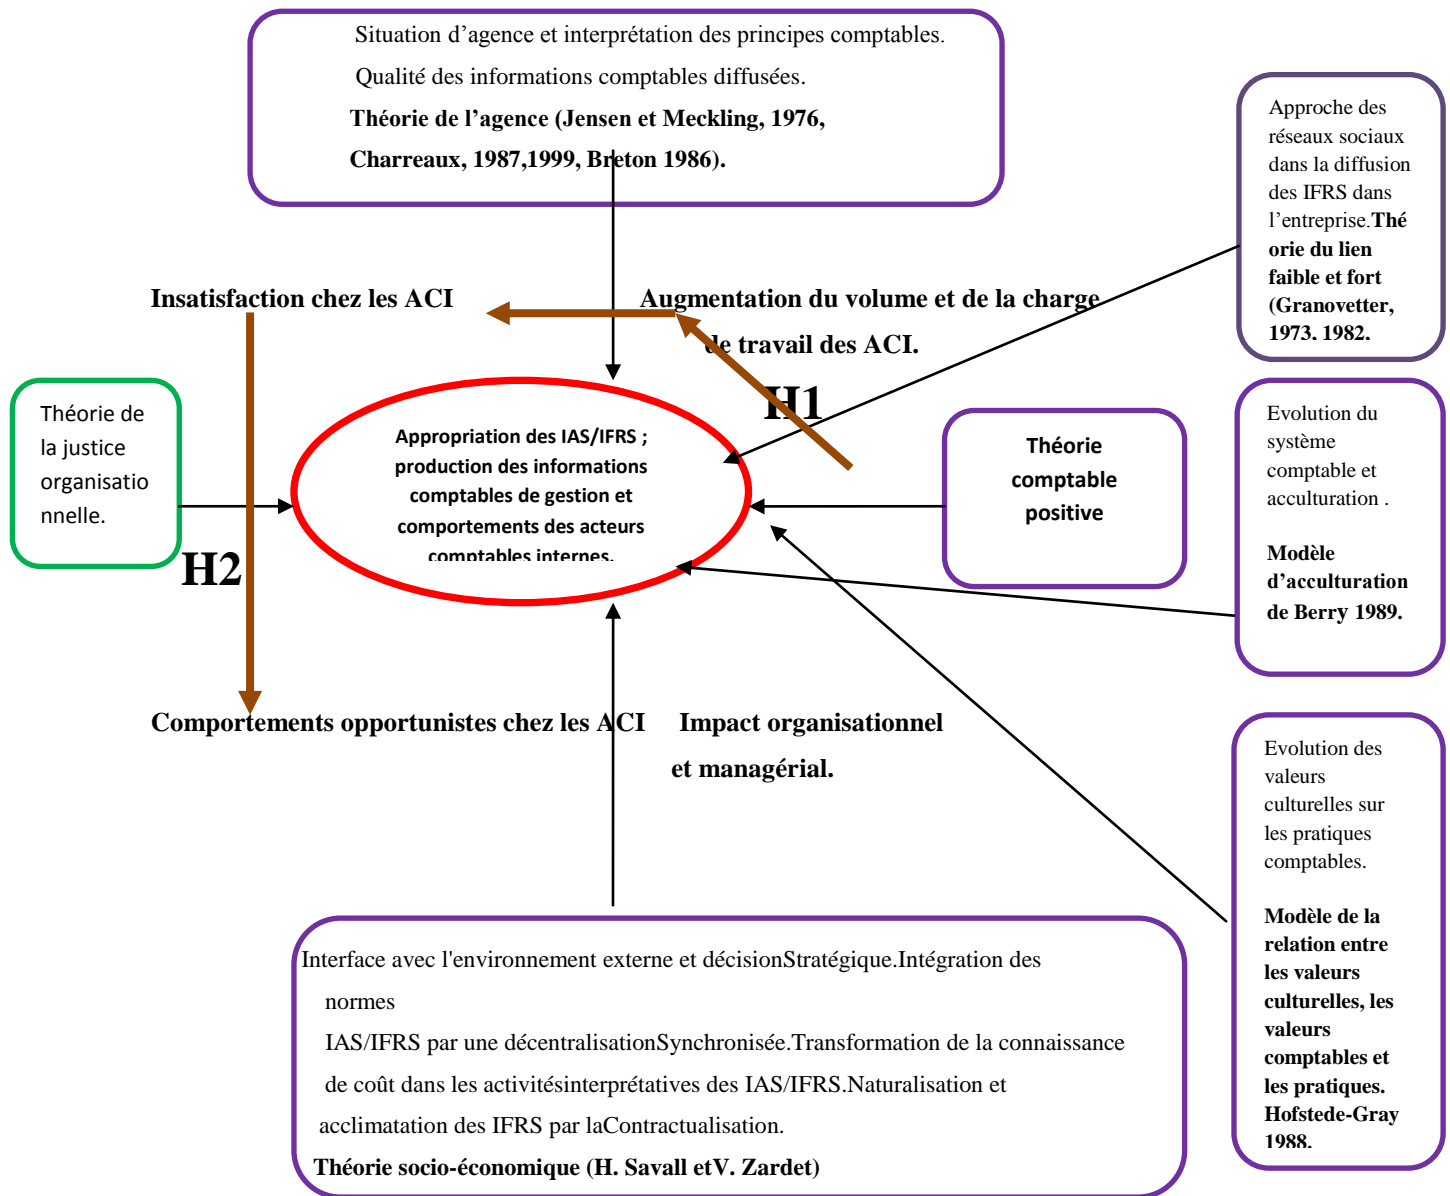 Situation d’agence et interprétation des principes comptables.
Qualité des informations comptables diffusées.
Théorie de l’agence (Jensen et Meckling, 1976,
Charreaux, 1987,1999, Breton 1986).
Approche des
réseaux sociaux
dans la diffusion
des IFRS dans
l’entreprise.Thé
orie du lien
faible et fort
(Granovetter,
1973, 1982,
Insatisfaction chez les ACI
Augmentation du volume et de la charge
de travail des ACI.
H1
Théorie de
la justice
organisatio
nnelle.
H2
Appropriation des IAS/IFRS ;
production des informations
comptables de gestion et
comportements des acteurs
comptables internes.
Théorie
comptable
positive
Evolution du
système
comptable et
acculturation .
Modèle
d’acculturation
de Berry 1989.
Comportements opportunistes chez les ACI
Impact organisationnel
et managérial.
Evolution des
valeurs
culturelles sur
les pratiques
comptables.
Modèle de la
relation entre
les valeurs
culturelles, les
valeurs
comptables et
les pratiques.
Hofstede-Gray
1988.
Interface avec l'environnement externe et décisionStratégique.Intégration des
normes
IAS/IFRS par une décentralisationSynchronisée.Transformation de la connaissance
de coût dans les activitésinterprétatives des IAS/IFRS.Naturalisation et
acclimatation des IFRS par laContractualisation.
Théorie socio-économique (H. Savall etV. Zardet)